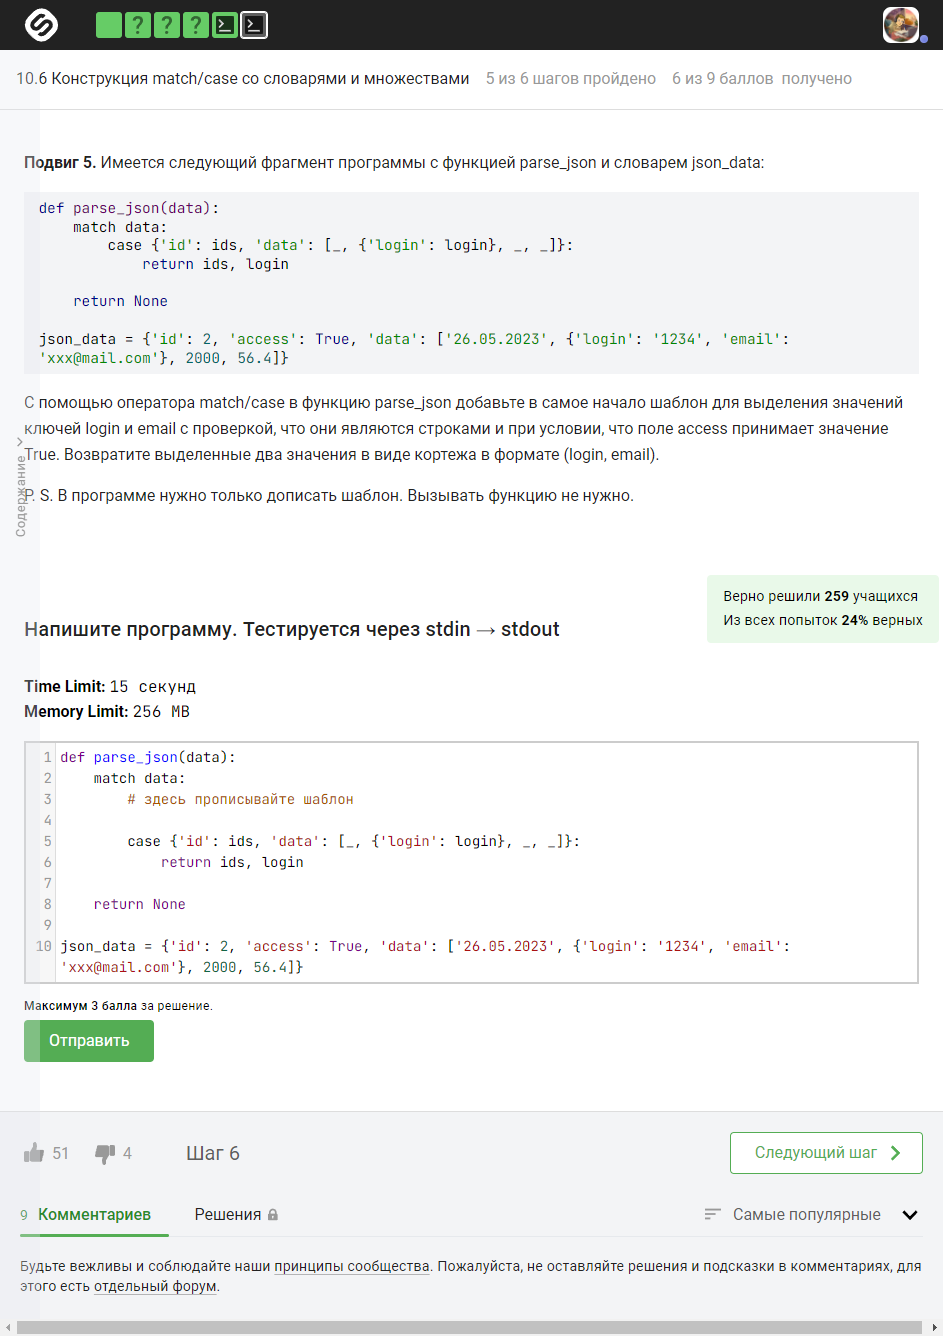 10.6 Конструкция match/case со словарями и множествами 5 из 6 шагов пройдено 6 из 9 баллов получено
Подвиг 5. Имеется следующий фрагмент программы с функцией parse_json и словарем json_data:
def parse_json(data):
    match data:
        case {'id': ids, 'data': [_, {'login': login}, _, _]}:
            return ids, login
    return None
json_data = {'id': 2, 'access': True, 'data': ['26.05.2023', {'login': '1234', 'email':
'xxx@mail.com'}, 2000, 56.4]}
С помощью оператора match/case в функцию parse_json добавьте в самое начало шаблон для выделения значений
ключей login и email с проверкой, что они являются строками и при условии, что поле access принимает значение
True. Возвратите выделенные два значения в виде кортежа в формате (login, email).
P. S. В программе нужно только дописать шаблон. Вызывать функцию не нужно.
Содержание
Верно решили 259 учащихся
Из всех попыток 24% верных
Напишите программу. Тестируется через stdin → stdout
Time Limit: 15 секунд
Memory Limit: 256 MB
1 def parse_json(data):
2     match data:
3         # здесь прописывайте шаблон
4
5         case {'id': ids, 'data': [_, {'login': login}, _, _]}:
6             return ids, login
7
8     return None
9
10 json_data = {'id': 2, 'access': True, 'data': ['26.05.2023', {'login': '1234', 'email':
'xxx@mail.com'}, 2000, 56.4]}
Максимум 3 балла за решение.
Отправить
51 4 Шаг 6 Следующий шаг
9 Комментариев Решения Самые популярные
Будьте вежливы и соблюдайте наши принципы сообщества. Пожалуйста, не оставляйте решения и подсказки в комментариях, для
этого есть отдельный форум.